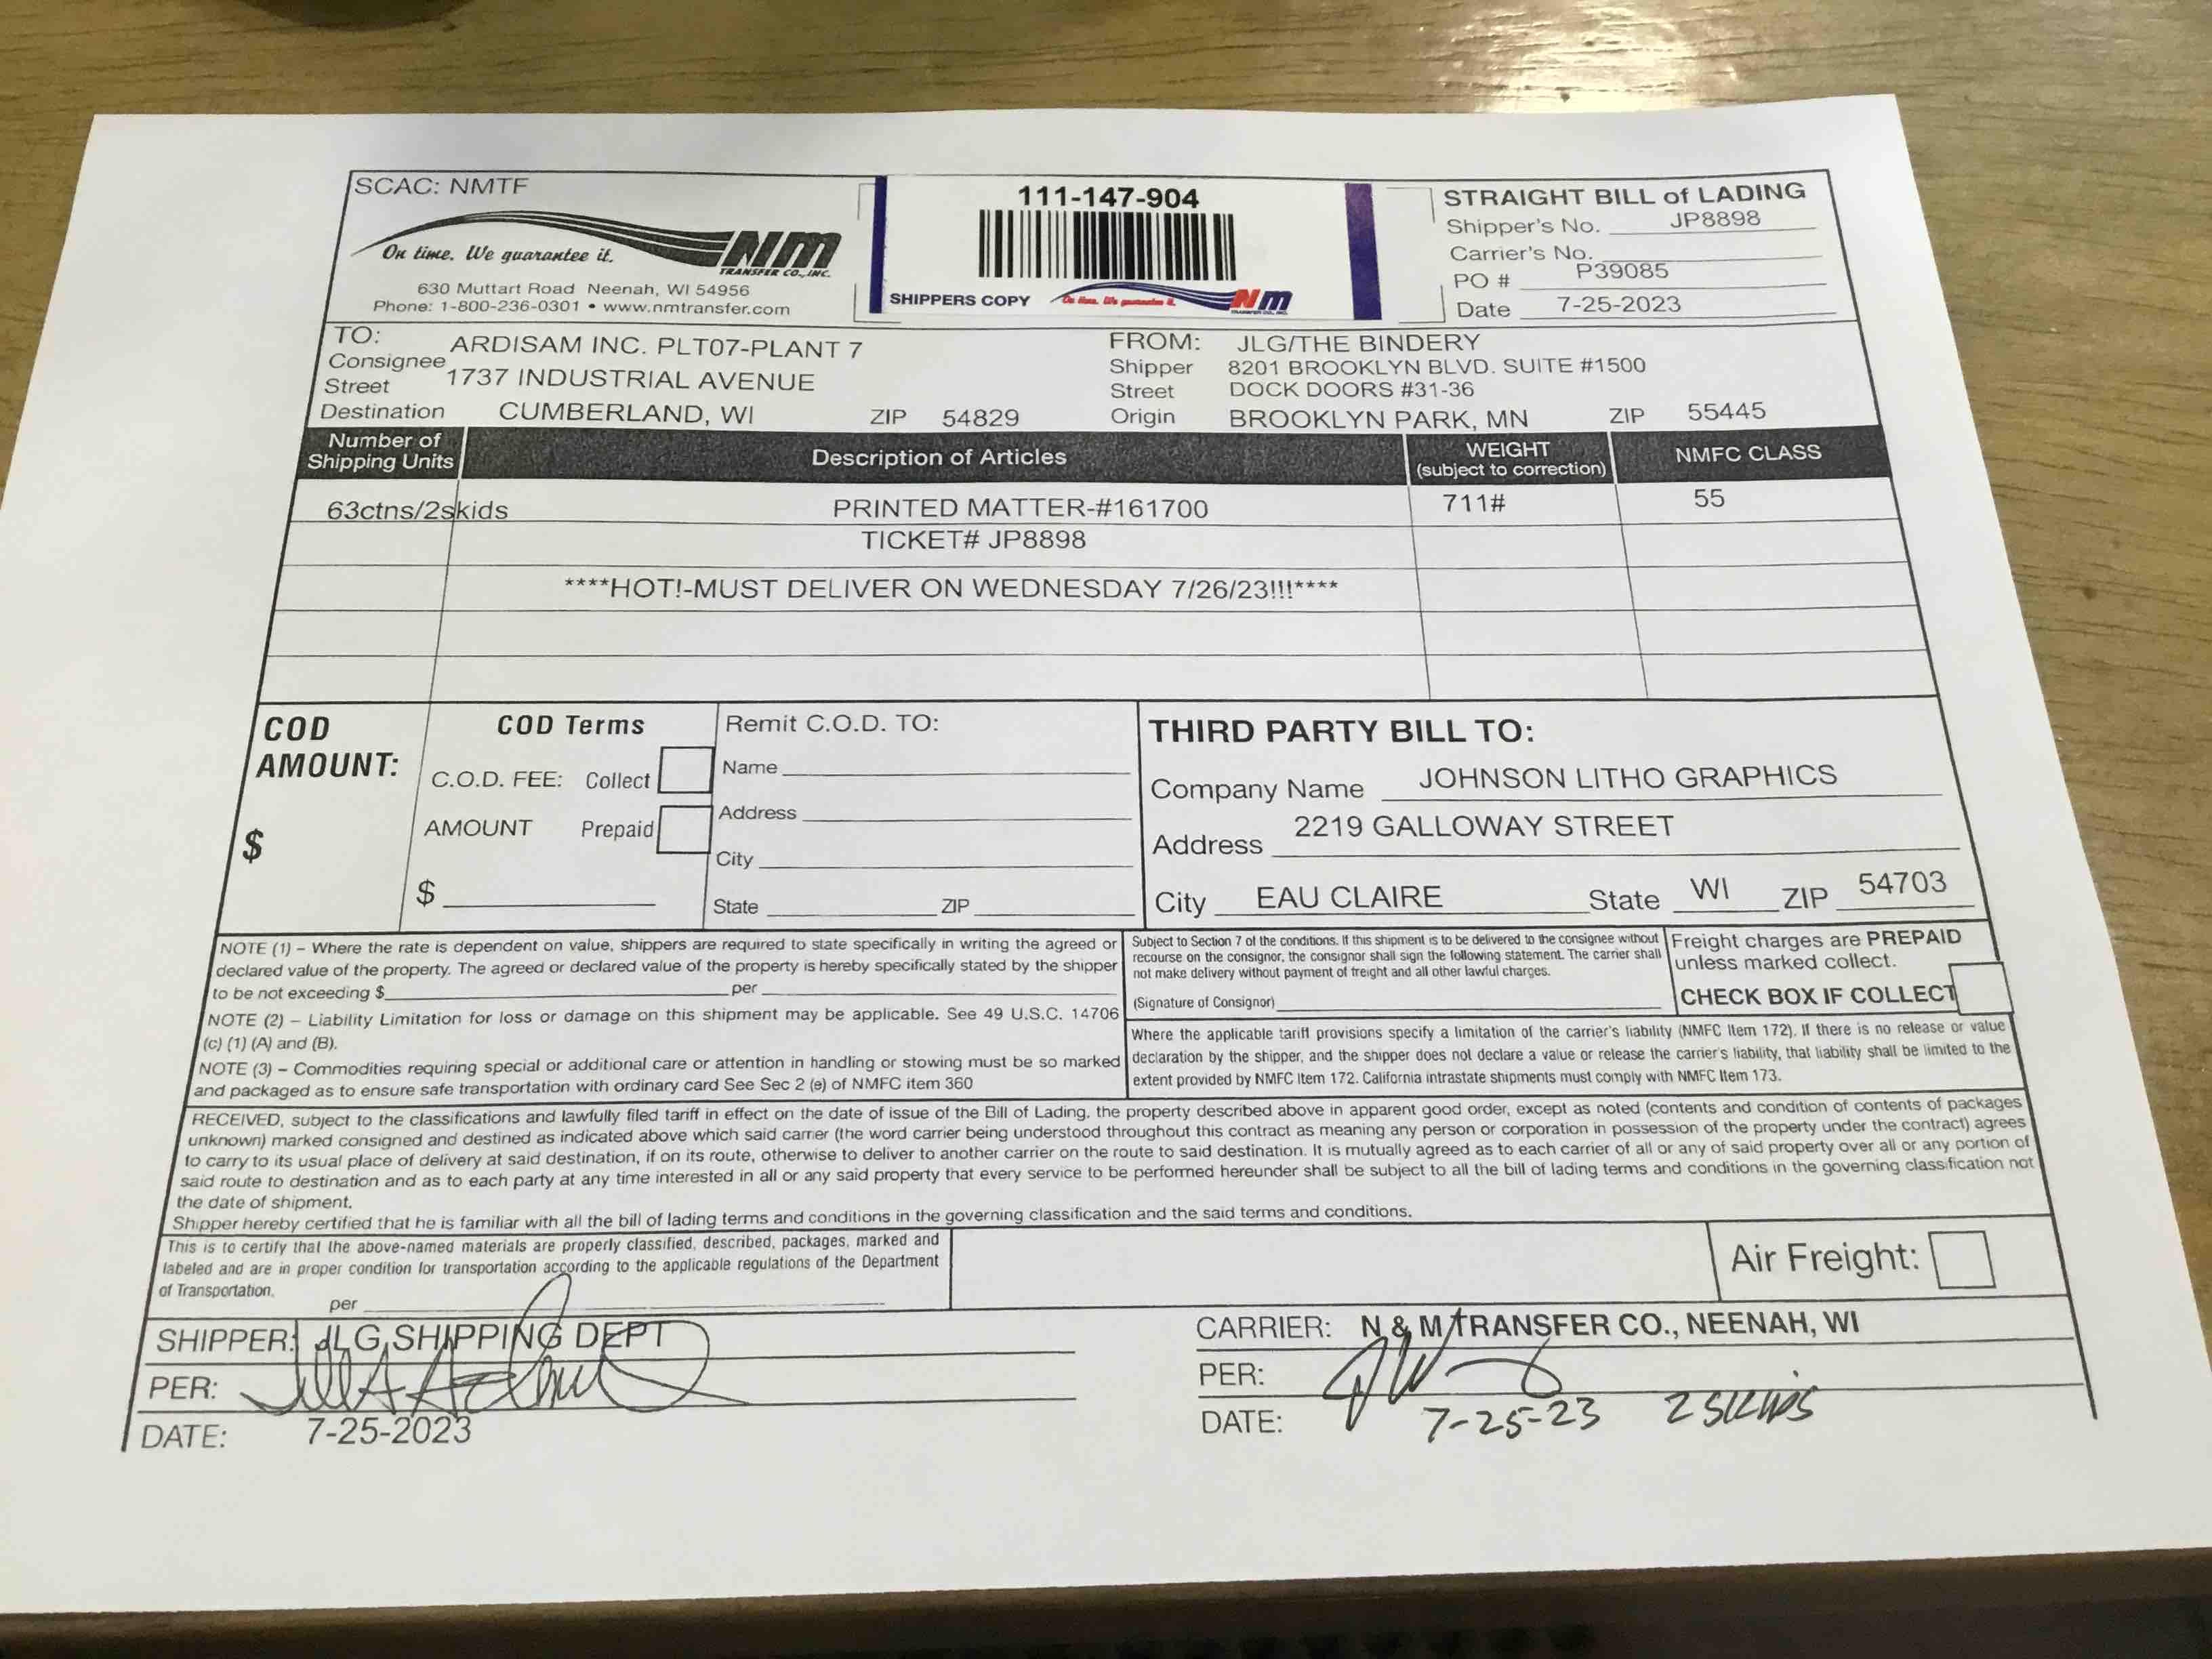 SCAC: NMTF
On time. We guarantee it.
NM
TRANSFER CO., INC.
630 Muttart Road Neenah, WI 54956
Phone: 1-800-236-0301 • www.nmtransfer.com
111-147-904
SHIPPERS COPY On time. We guarantee it. NM
TRANSFER CO., INC.
STRAIGHT BILL of LADING
Shipper's No. JP8898
Carrier's No.
PO # P39085
Date 7-25-2023
TO:
Consignee ARDISAM INC. PLT07-PLANT 7
Street 1737 INDUSTRIAL AVENUE
Destination CUMBERLAND, WI ZIP 54829
FROM: JLG/THE BINDERY
Shipper 8201 BROOKLYN BLVD. SUITE #1500
Street DOCK DOORS #31-36
Origin BROOKLYN PARK, MN ZIP 55445
Number of Shipping Units Description of Articles WEIGHT (subject to correction) NMFC CLASS
63ctns/2skids PRINTED MATTER-#161700 711# 55
TICKET# JP8898
****HOT!-MUST DELIVER ON WEDNESDAY 7/26/23!!!****
COD
AMOUNT:
$
COD Terms
C.O.D. FEE: Collect
AMOUNT Prepaid
$
Remit C.O.D. TO:
Name
Address
City
State ZIP
THIRD PARTY BILL TO:
Company Name JOHNSON LITHO GRAPHICS
Address 2219 GALLOWAY STREET
City EAU CLAIRE State WI ZIP 54703
NOTE (1) – Where the rate is dependent on value, shippers are required to state specifically in writing the agreed or
declared value of the property. The agreed or declared value of the property is hereby specifically stated by the shipper
to be not exceeding $ per
NOTE (2) – Liability Limitation for loss or damage on this shipment may be applicable. See 49 U.S.C. 14706
(c) (1) (A) and (B).
NOTE (3) – Commodities requiring special or additional care or attention in handling or stowing must be so marked
and packaged as to ensure safe transportation with ordinary card See Sec 2 (e) of NMFC item 360
Subject to Section 7 of the conditions. If this shipment is to be delivered to the consignee without
recourse on the consignor, the consignor shall sign the following statement. The carrier shall
not make delivery without payment of freight and all other lawful charges.
(Signature of Consignor)
Freight charges are PREPAID
unless marked collect.
CHECK BOX IF COLLECT
Where the applicable tariff provisions specify a limitation of the carrier's liability (NMFC Item 172). If there is no release or value
declaration by the shipper, and the shipper does not declare a value or release the carrier's liability, that liability shall be limited to the
extent provided by NMFC Item 172. California intrastate shipments must comply with NMFC Item 173.
RECEIVED, subject to the classifications and lawfully filed tariff in effect on the date of issue of the Bill of Lading, the property described above in apparent good order, except as noted (contents and condition of contents of packages
unknown) marked consigned and destined as indicated above which said carrier (the word carrier being understood throughout this contract as meaning any person or corporation in possession of the property under the contract) agrees
to carry to its usual place of delivery at said destination, if on its route, otherwise to deliver to another carrier on the route to said destination. It is mutually agreed as to each carrier of all or any of said property over all or any portion of
said route to destination and as to each party at any time interested in all or any said property that every service to be performed hereunder shall be subject to all the bill of lading terms and conditions in the governing classification not
the date of shipment.
Shipper hereby certified that he is familiar with all the bill of lading terms and conditions in the governing classification and the said terms and conditions.
This is to certify that the above-named materials are properly classified, described, packages, marked and
labeled and are in proper condition for transportation according to the applicable regulations of the Department
of Transportation.
per
Air Freight:
SHIPPER: JLG SHIPPING DEPT
PER:
DATE: 7-25-2023
CARRIER: N & M TRANSFER CO., NEENAH, WI
PER:
DATE: 7-25-23 2 SKIDS